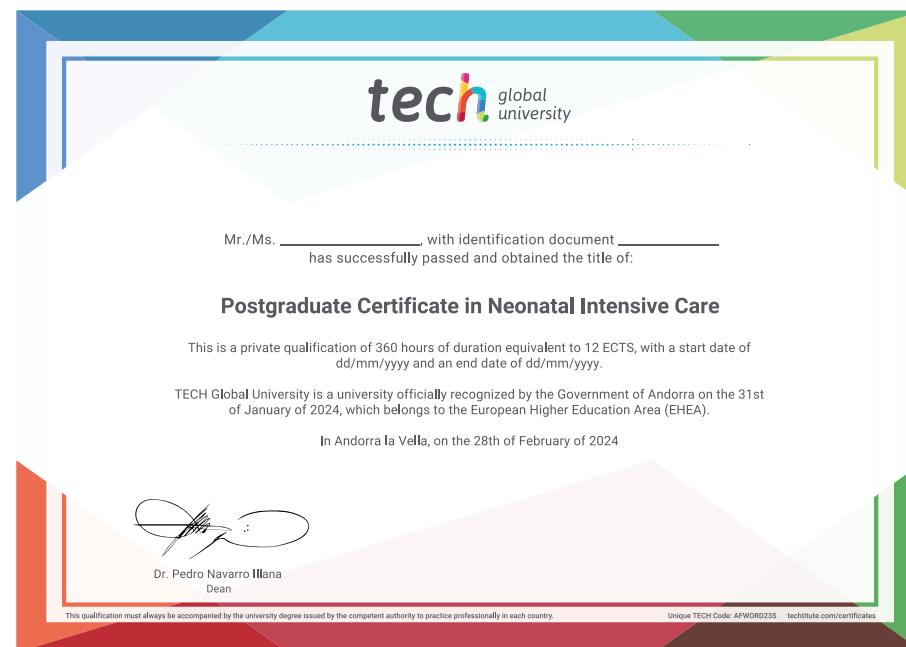 tech global university
Mr./Ms. ____________________, with identification document ______________
has successfully passed and obtained the title of:
Postgraduate Certificate in Neonatal Intensive Care
This is a private qualification of 360 hours of duration equivalent to 12 ECTS, with a start date of
dd/mm/yyyy and an end date of dd/mm/yyyy.
TECH Global University is a university officially recognized by the Government of Andorra on the 31st
of January of 2024, which belongs to the European Higher Education Area (EHEA).
In Andorra la Vella, on the 28th of February of 2024
Dr. Pedro Navarro Illana
Dean
This qualification must always be accompanied by the university degree issued by the competent authority to practice professionally in each country.
Unique TECH Code: AFWORD23S techtitute.com/certificates